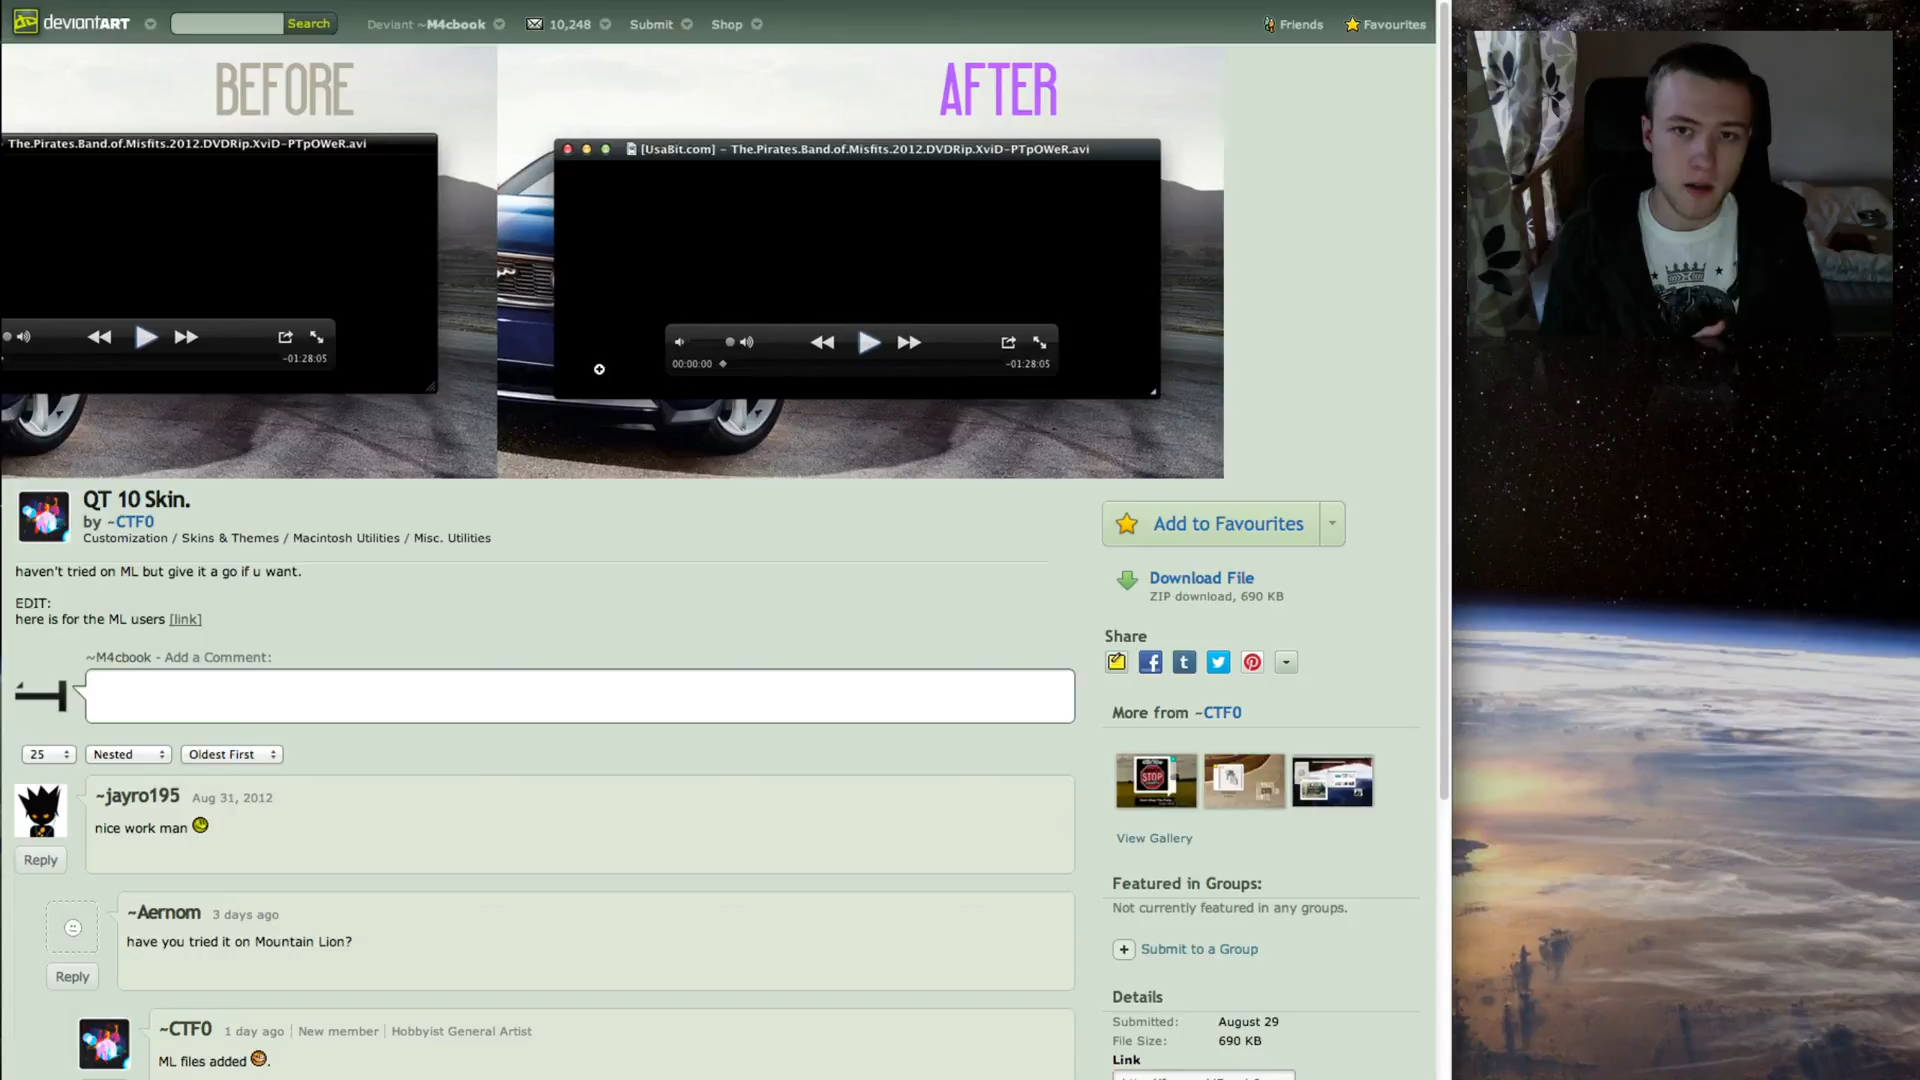 deviantART
Search
Deviant ~M4cbook
10,248
Submit
Shop
Friends
Favourites
BEFORE
AFTER
The.Pirates.Band.of.Misfits.2012.DVDRip.XviD-PTpOWeR.avi
[UsaBit.com] – The.Pirates.Band.of.Misfits.2012.DVDRip.XviD-PTpOWeR.avi
-01:28:05
00:00:00
-01:28:05
QT 10 Skin.
by ~CTF0
Customization / Skins & Themes / Macintosh Utilities / Misc. Utilities
haven't tried on ML but give it a go if u want.
EDIT:
here is for the ML users [link]
~M4cbook - Add a Comment:
25
Nested
Oldest First
~jayro195 Aug 31, 2012
nice work man
Reply
~Aernom 3 days ago
have you tried it on Mountain Lion?
Reply
~CTF0 1 day ago | New member | Hobbyist General Artist
ML files added .
Add to Favourites
Download File
ZIP download, 690 KB
Share
More from ~CTF0
STOP
View Gallery
Featured in Groups:
Not currently featured in any groups.
Submit to a Group
Details
Submitted: August 29
File Size: 690 KB
Link